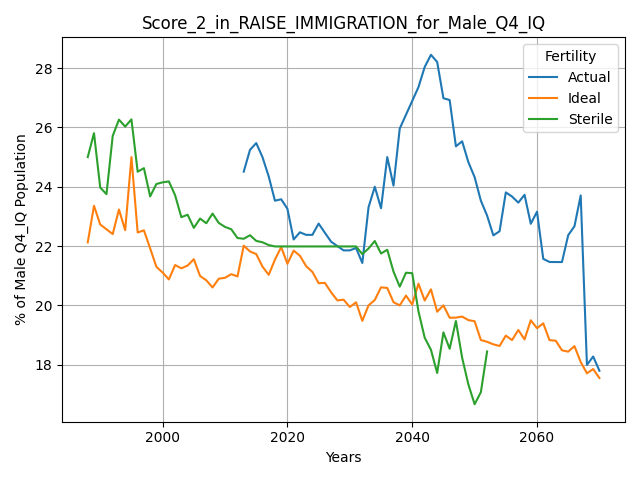 Score_2_in_RAISE_IMMIGRATION_for_Male_Q4_IQ
% of Male Q4_IQ Population
28
26
24
22
20
18
Fertility
Actual
Ideal
Sterile
2000
2020
2040
2060
Years